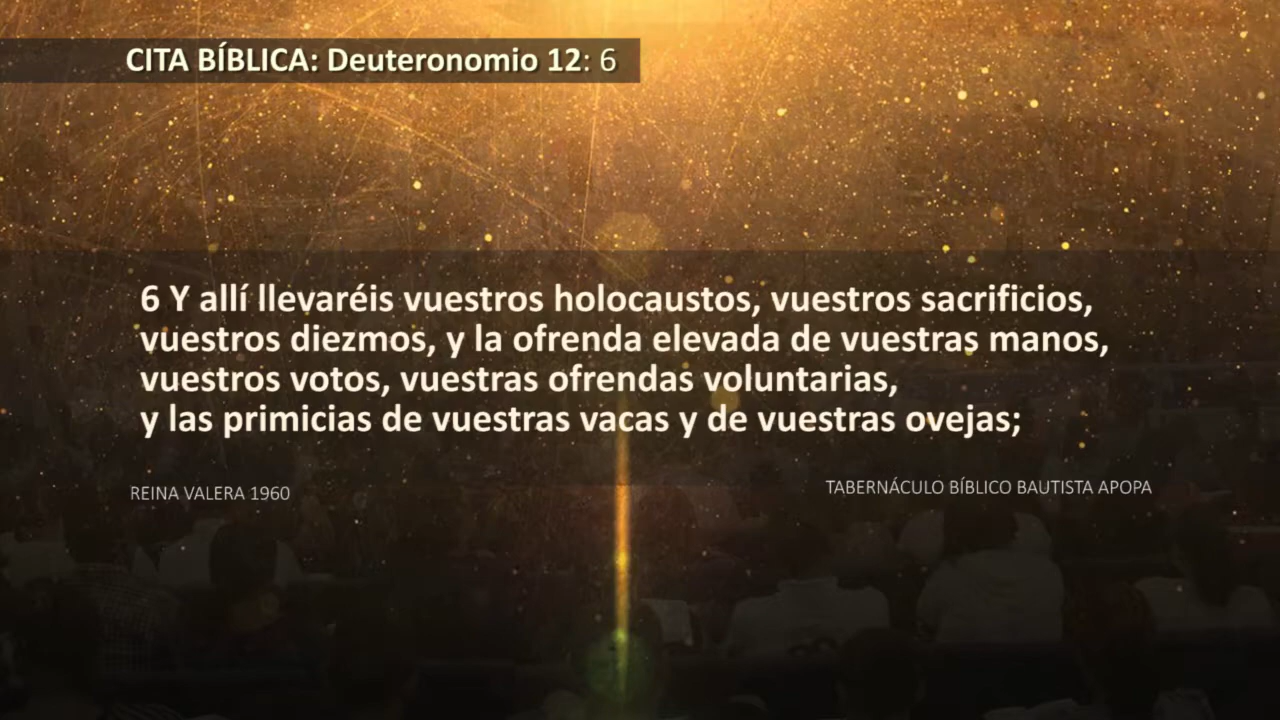 CITA BÍBLICA: Deuteronomio 12: 6
6 Y allí llevaréis vuestros holocaustos, vuestros sacrificios,
vuestros diezmos, y la ofrenda elevada de vuestras manos,
vuestros votos, vuestras ofrendas voluntarias,
y las primicias de vuestras vacas y de vuestras ovejas;
REINA VALERA 1960
TABERNÁCULO BÍBLICO BAUTISTA APOPA